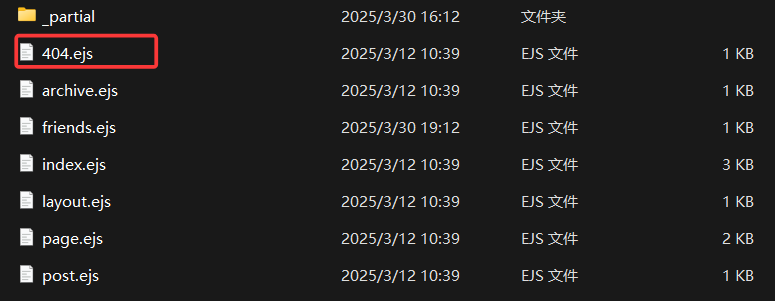 _partial 2025/3/30 16:12 文件夹
404.ejs 2025/3/12 10:39 EJS 文件 1 KB
archive.ejs 2025/3/12 10:39 EJS 文件 1 KB
friends.ejs 2025/3/30 19:12 EJS 文件 1 KB
index.ejs 2025/3/12 10:39 EJS 文件 3 KB
layout.ejs 2025/3/12 10:39 EJS 文件 1 KB
page.ejs 2025/3/12 10:39 EJS 文件 2 KB
post.ejs 2025/3/12 10:39 EJS 文件 1 KB